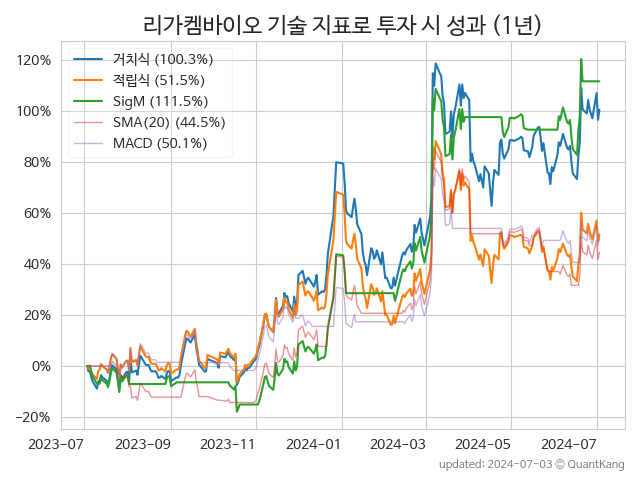 리가켐바이오 기술 지표로 투자 시 성과 (1년)
거치식 (100.3%)
적립식 (51.5%)
SigM (111.5%)
SMA(20) (44.5%)
MACD (50.1%)
120%
100%
80%
60%
40%
20%
0%
−20%
2023-07 2023-09 2023-11 2024-01 2024-03 2024-05 2024-07
updated: 2024-07-03 © QuantKang